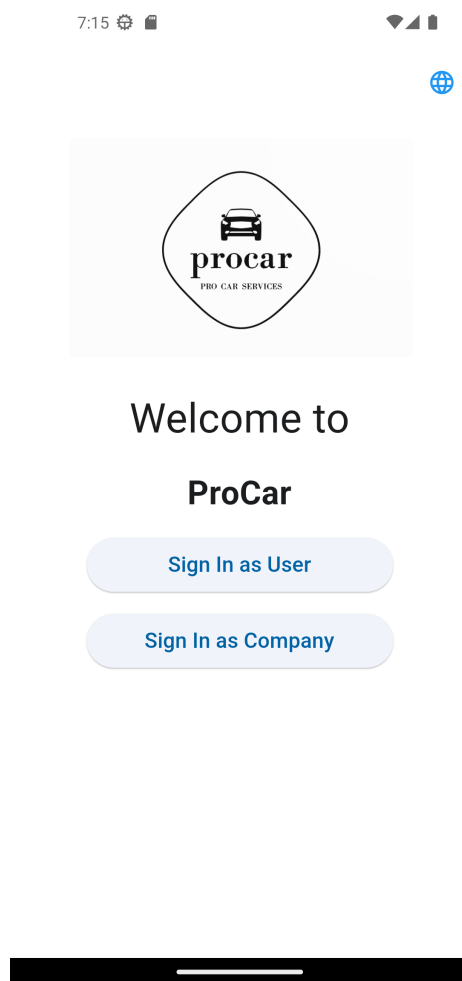 7:15
procar
PRO CAR SERVICES
Welcome to
ProCar
Sign In as User
Sign In as Company